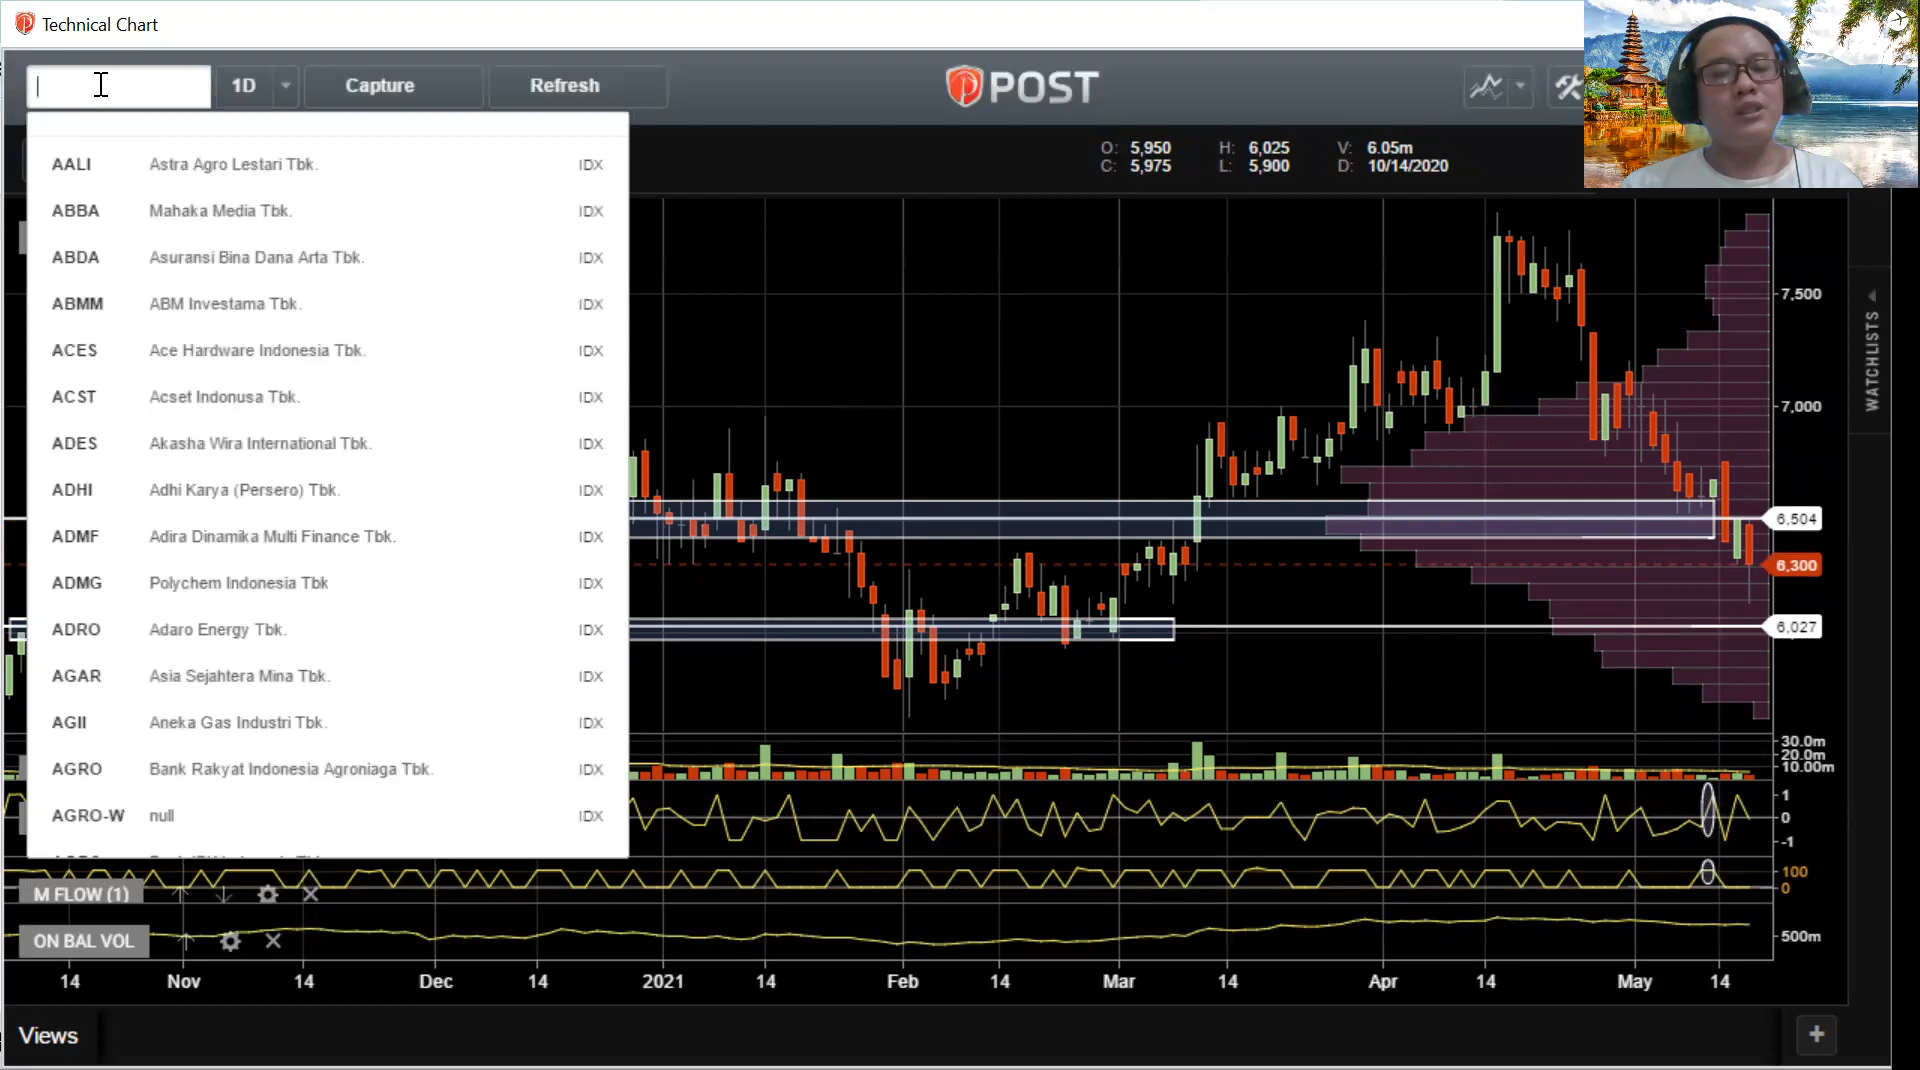 Technical Chart
1D Capture Refresh
POST
O: 5,950 H: 6,025 V: 6.05m
C: 5,975 L: 5,900 D: 10/14/2020
AALI Astra Agro Lestari Tbk. IDX
ABBA Mahaka Media Tbk. IDX
ABDA Asuransi Bina Dana Arta Tbk. IDX
ABMM ABM Investama Tbk. IDX
ACES Ace Hardware Indonesia Tbk. IDX
ACST Acset Indonusa Tbk. IDX
ADES Akasha Wira International Tbk. IDX
ADHI Adhi Karya (Persero) Tbk. IDX
ADMF Adira Dinamika Multi Finance Tbk. IDX
ADMG Polychem Indonesia Tbk IDX
ADRO Adaro Energy Tbk. IDX
AGAR Asia Sejahtera Mina Tbk. IDX
AGII Aneka Gas Industri Tbk. IDX
AGRO Bank Rakyat Indonesia Agroniaga Tbk. IDX
AGRO-W null IDX
7,500
7,000
6,504
6,300
6,027
30.0m
20.0m
10.00m
1
0
-1
100
0
500m
WATCHLISTS
M FLOW (1)
ON BAL VOL
14 Nov 14 Dec 14 2021 14 Feb 14 Mar 14 Apr 14 May 14
Views